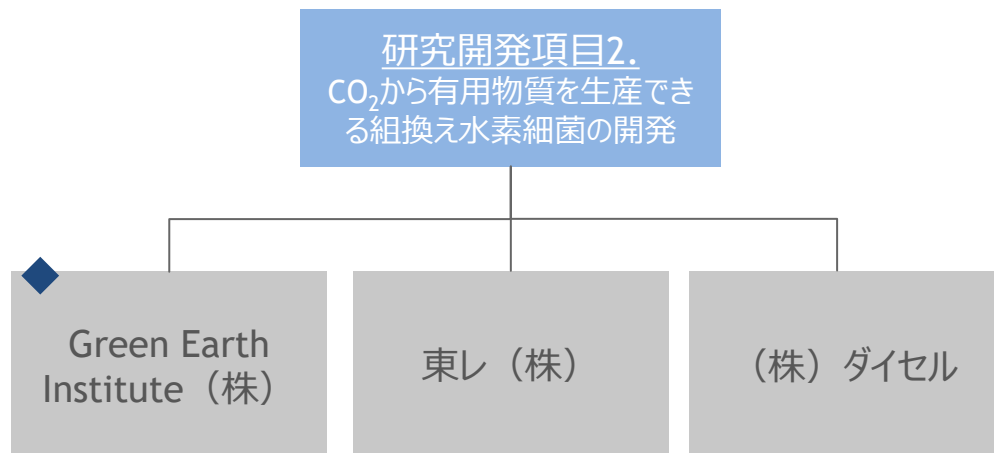 研究開発項目2.
CO₂から有用物質を生産でき
る組換え水素細菌の開発
Green Earth
Institute（株）
東レ（株）
（株）ダイセル